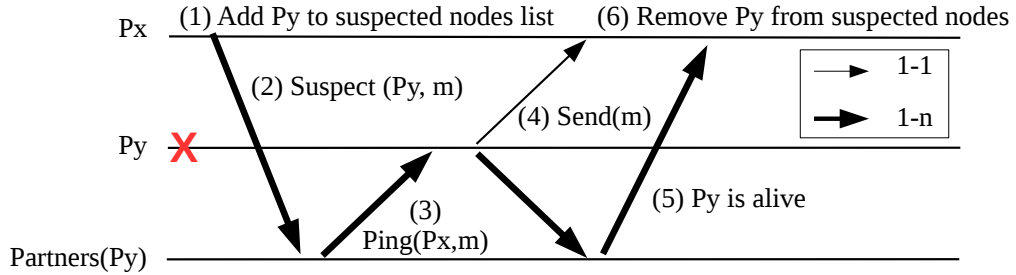 (1) Add Py to suspected nodes list
(6) Remove Py from suspected nodes
Px
1-1
(2) Suspect (Py, m)
(4) Send(m)
1-n
Py
X
(5) Py is alive
(3)
Ping(Px,m)
Partners(Py)